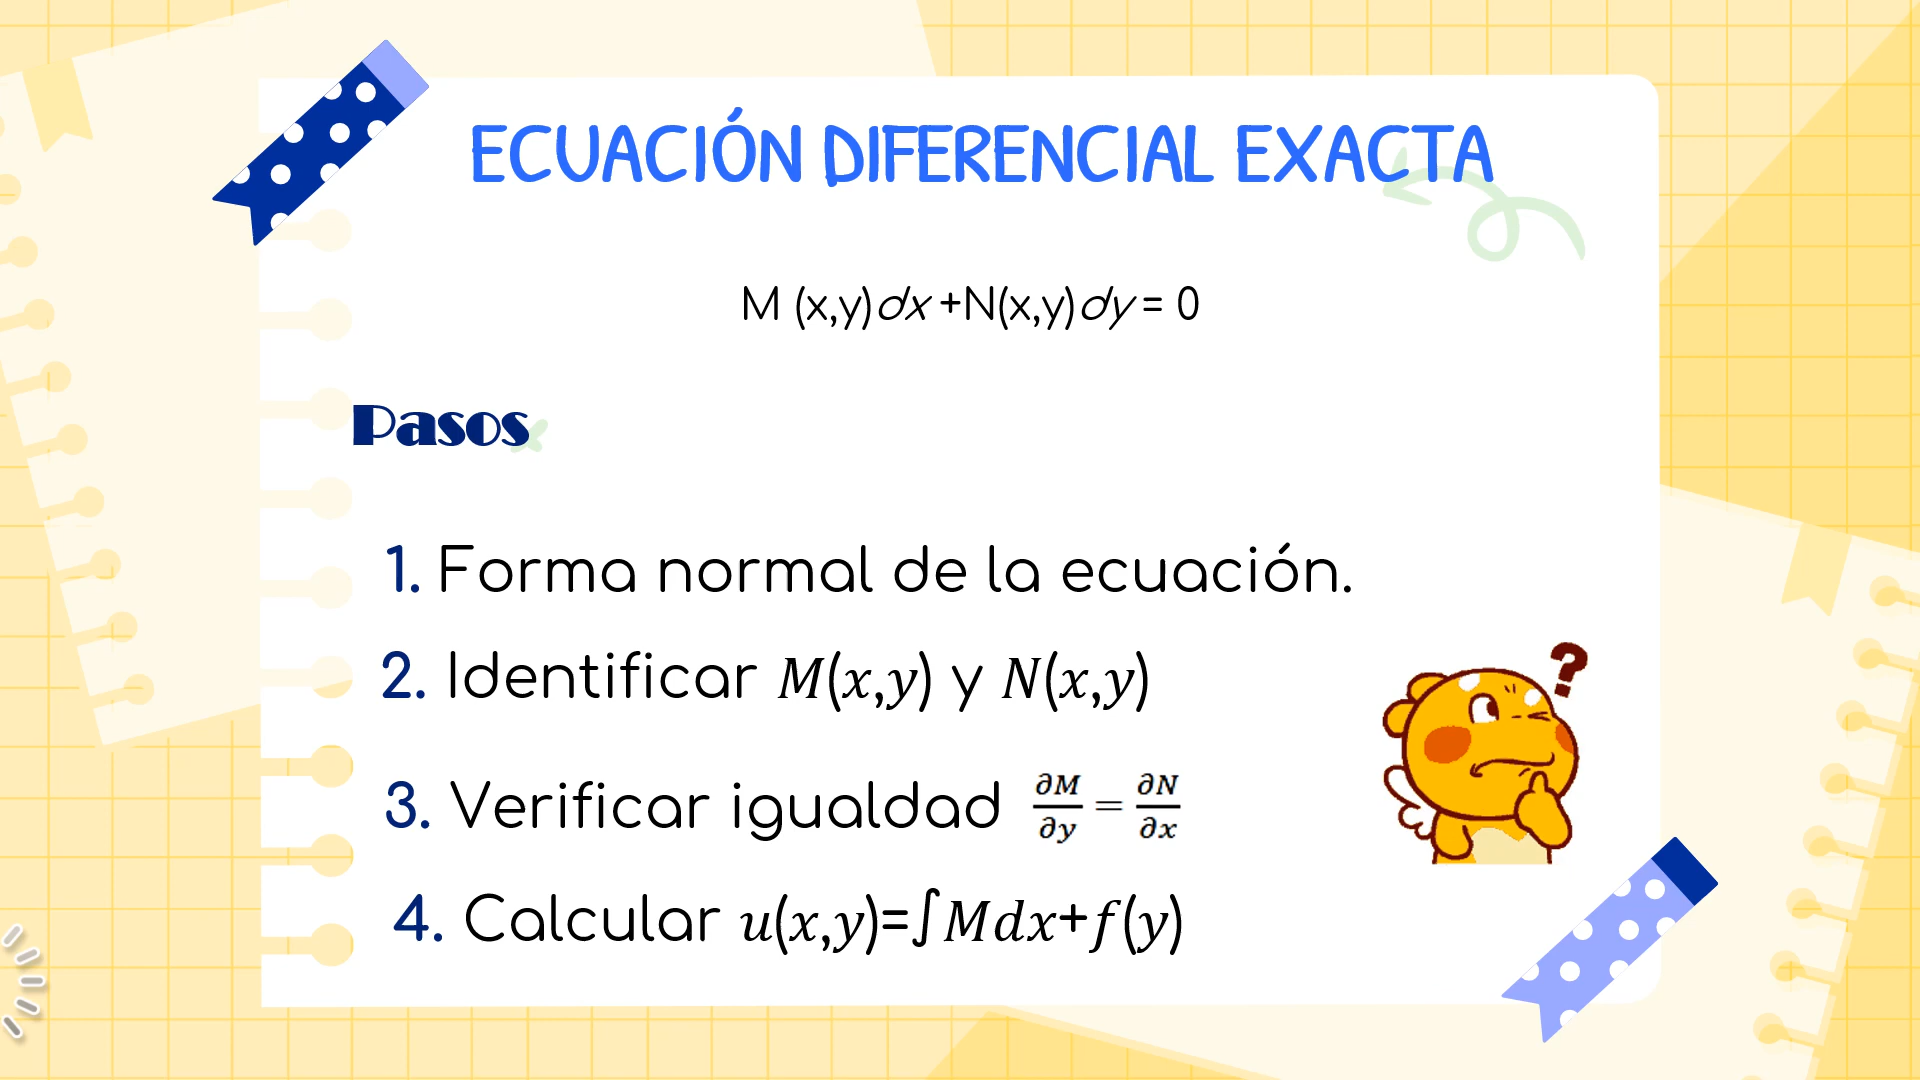 ECUACIÓN DIFERENCIAL EXACTA
M (x,y)dx +N(x,y)dy = 0
Pasos
1. Forma normal de la ecuación.
2. Identificar M(x,y) y N(x,y)
3. Verificar igualdad ∂M/∂y = ∂N/∂x
4. Calcular u(x,y)=∫Mdx+f(y)
?